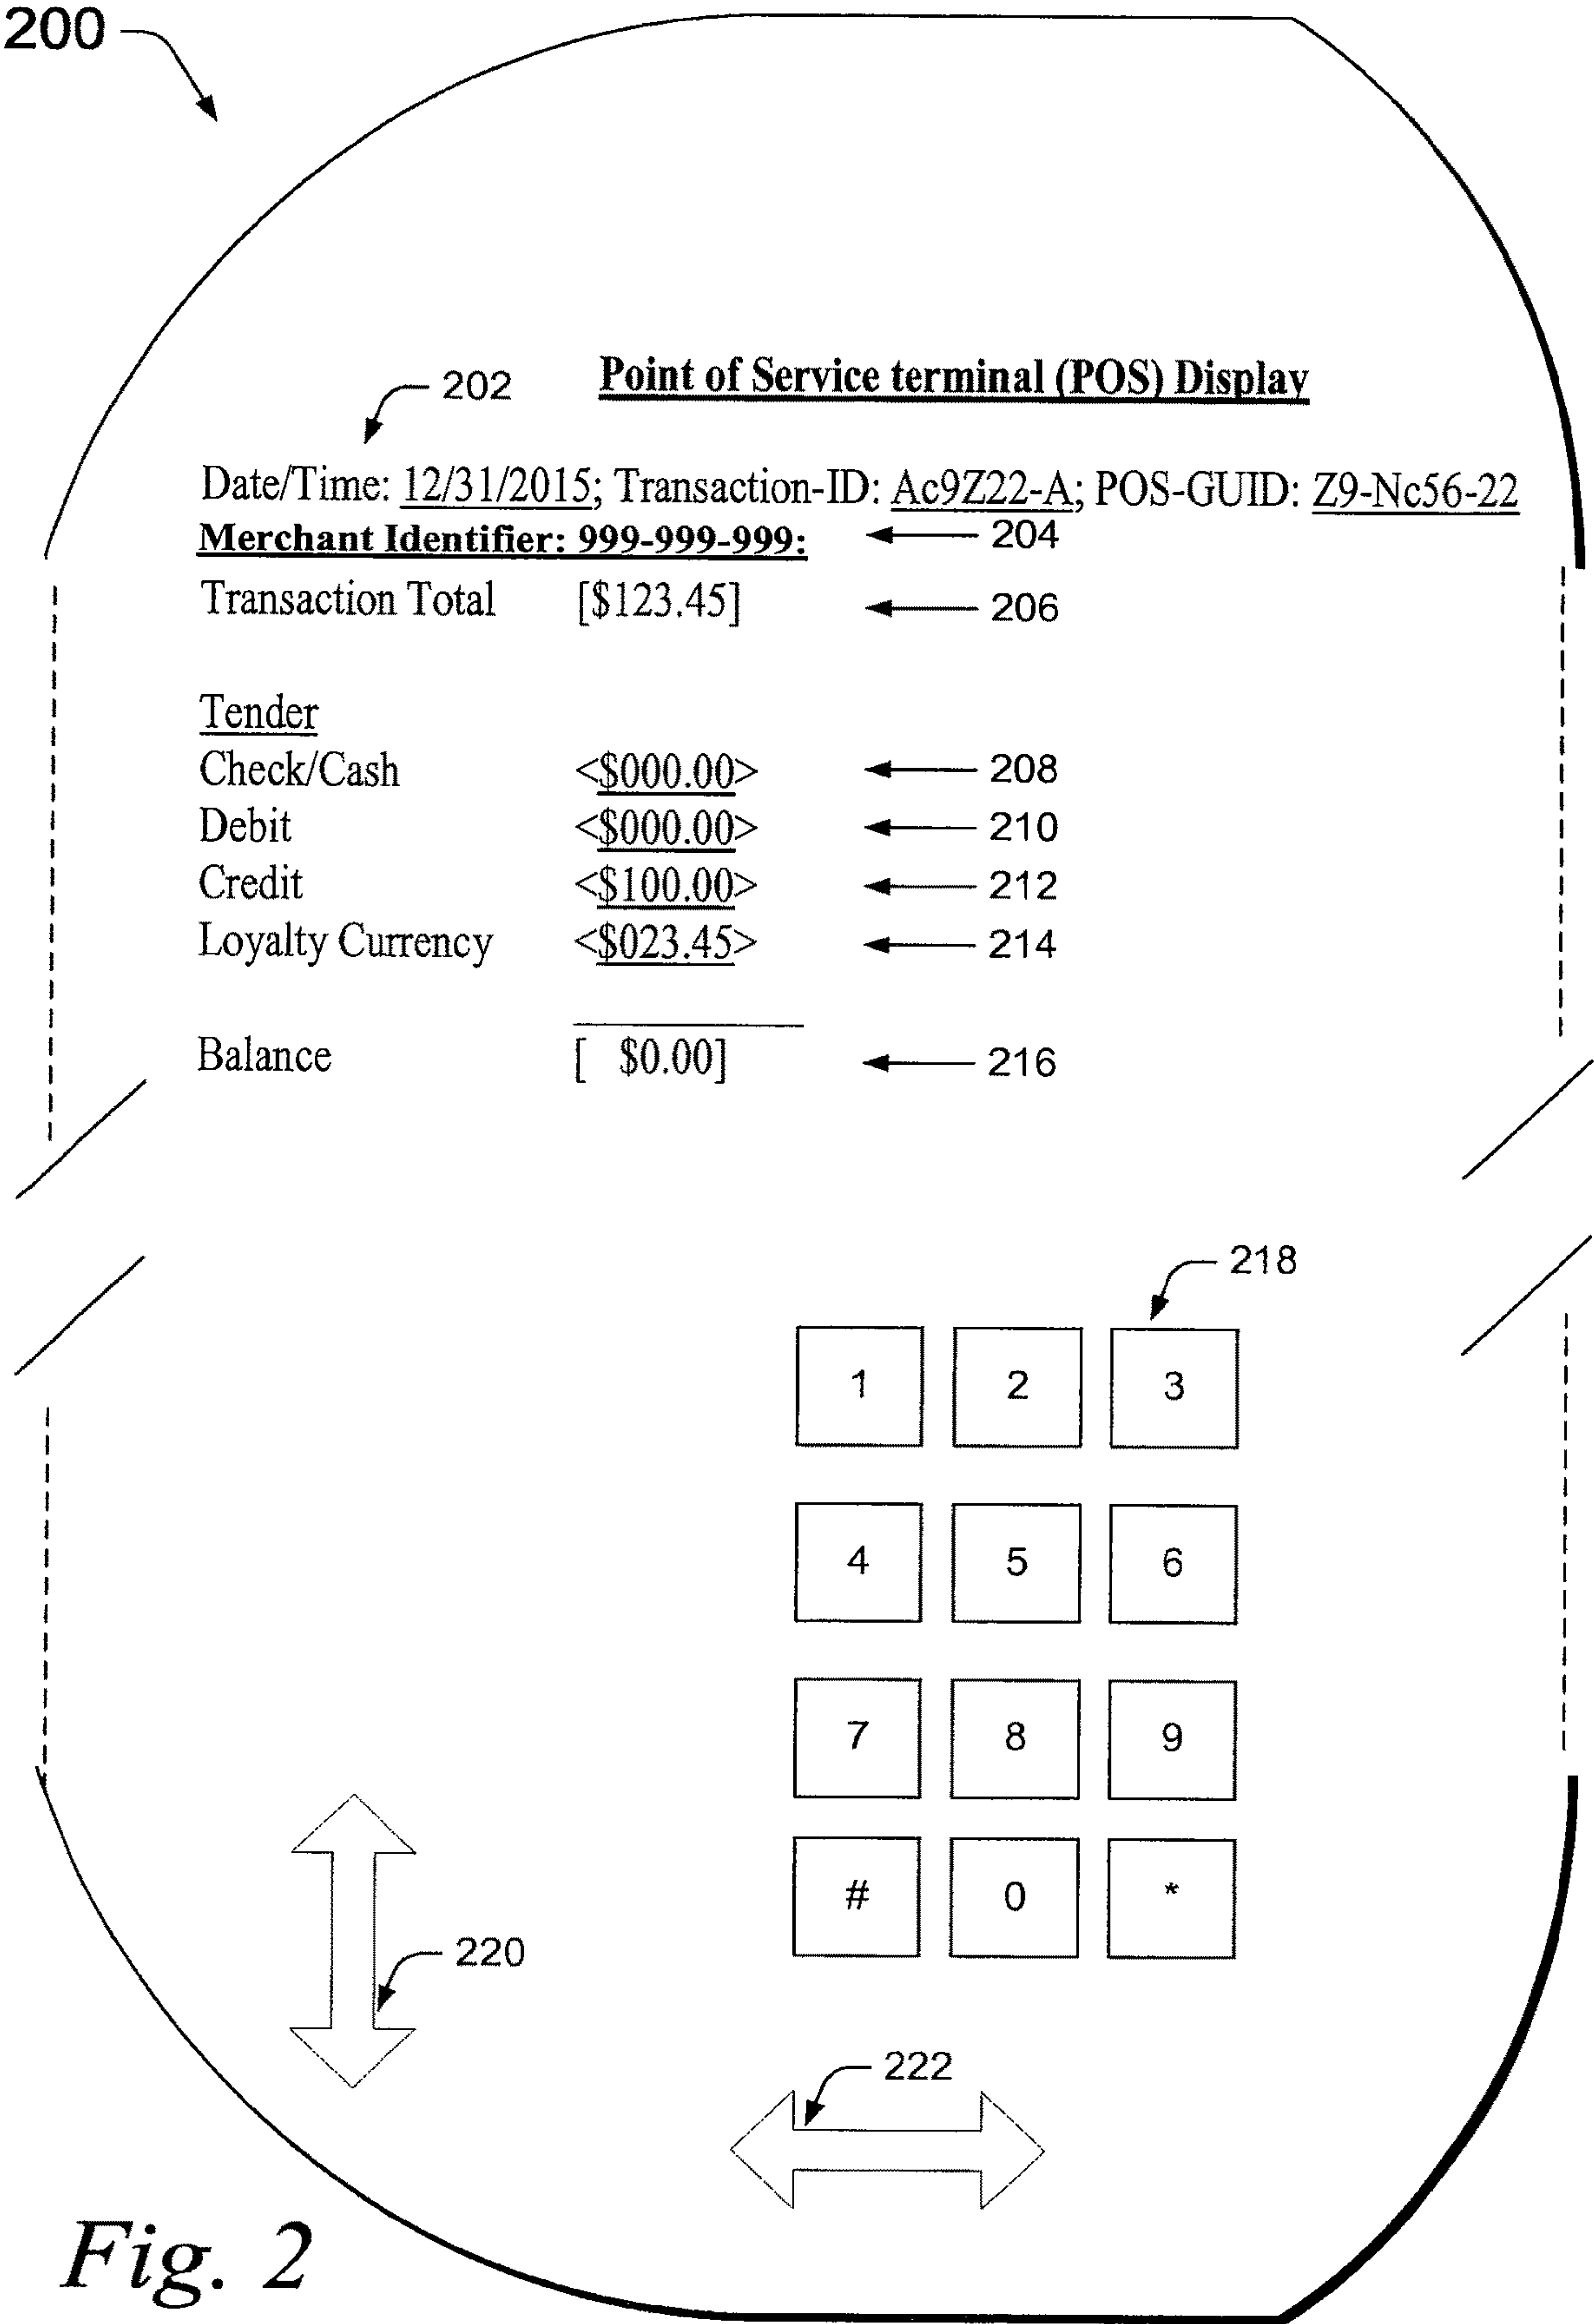 200
Point of Service terminal (POS) Display
202
Date/Time: 12/31/2015; Transaction-ID: Ac9Z22-A; POS-GUID: Z9-Nc56-22
Merchant Identifier: 999-999-999: 204
Transaction Total [$123.45] 206
Tender
Check/Cash <$000.00> 208
Debit <$000.00> 210
Credit <$100.00> 212
Loyalty Currency <$023.45> 214
Balance [ $0.00] 216
218
1 2 3
4 5 6
7 8 9
# 0 *
220
222
Fig. 2